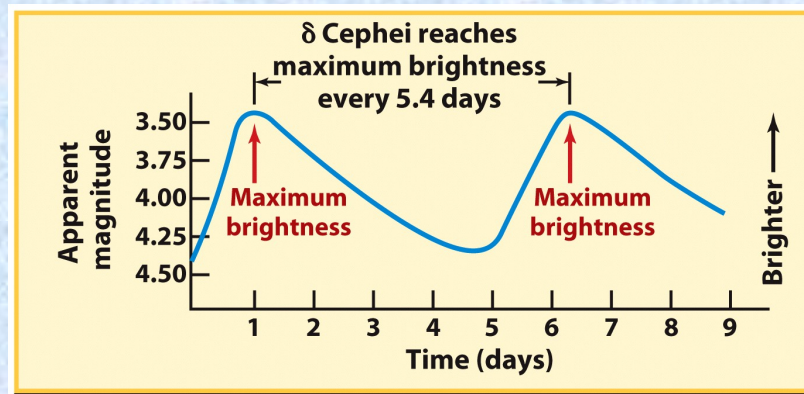 δ Cephei reaches
maximum brightness
every 5.4 days
Apparent
magnitude
3.50
3.75
4.00
4.25
4.50
Maximum
brightness
Maximum
brightness
Brighter
1 2 3 4 5 6 7 8 9
Time (days)